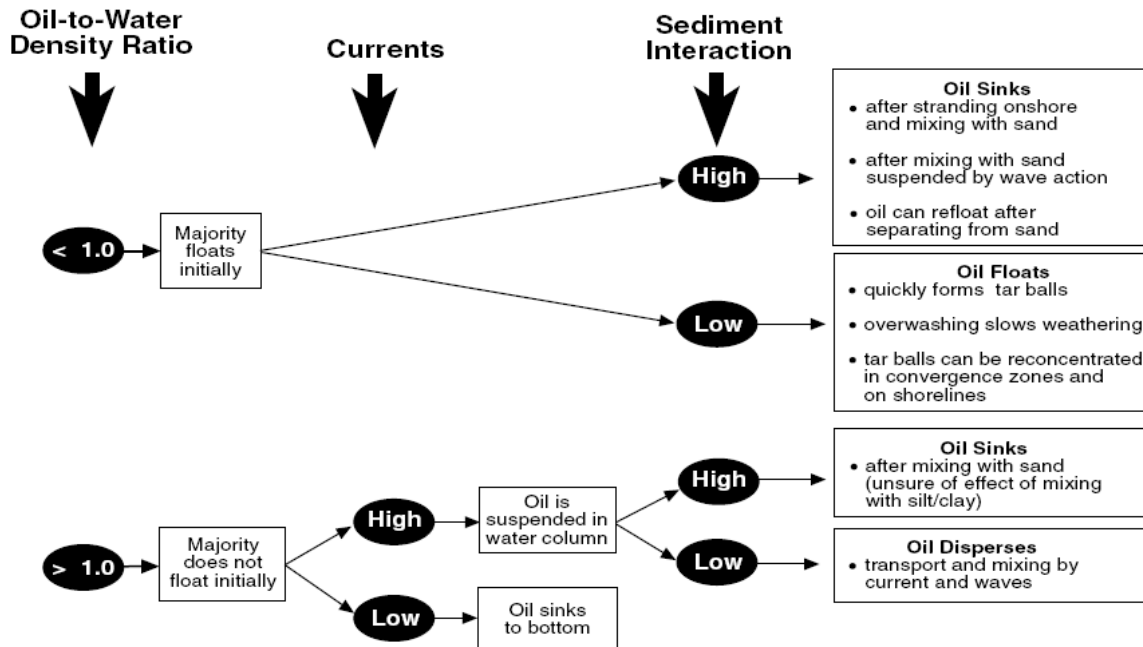 Oil-to-Water
Density Ratio
Currents
Sediment
Interaction
< 1.0
Majority
floats
initially
High
Oil Sinks
• after stranding onshore
and mixing with sand
• after mixing with sand
suspended by wave action
• oil can refloat after
separating from sand
Low
Oil Floats
• quickly forms tar balls
• overwashing slows weathering
• tar balls can be reconcentrated
in convergence zones and
on shorelines
> 1.0
Majority
does not
float initially
High
Oil is
suspended in
water column
High
Oil Sinks
• after mixing with sand
(unsure of effect of mixing
with silt/clay)
Low
Oil Disperses
• transport and mixing by
current and waves
Low
Oil sinks
to bottom